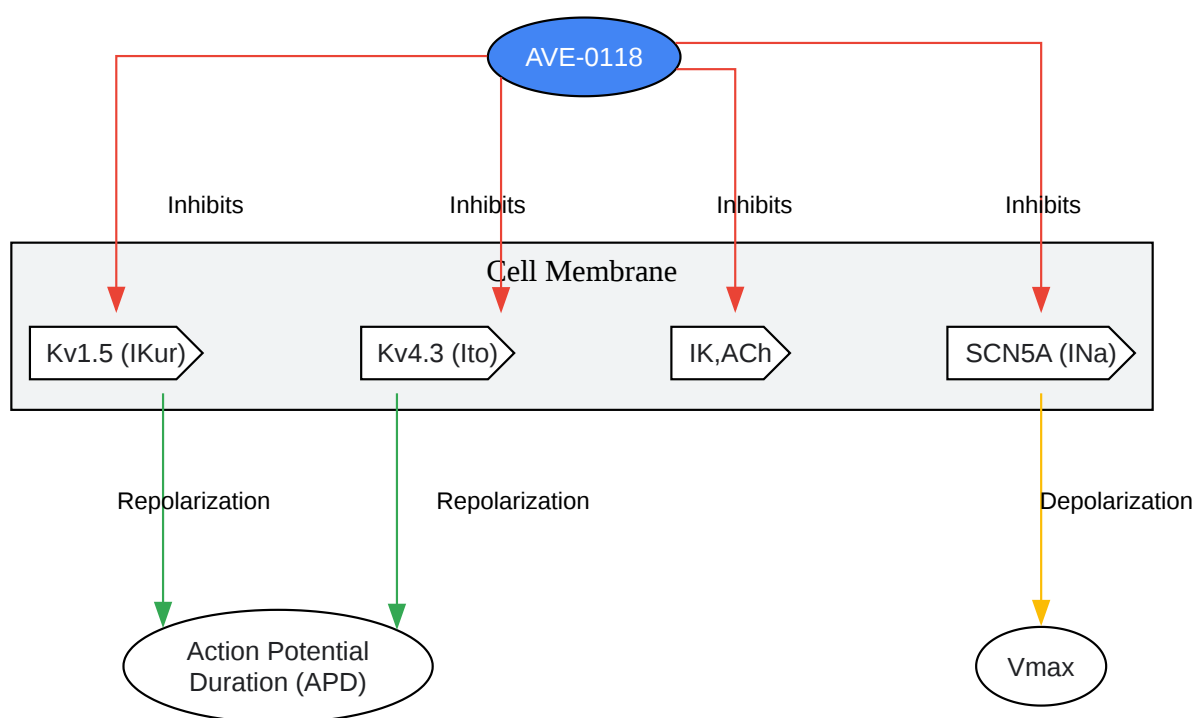 AVE-0118
Inhibits
Inhibits
Inhibits
Inhibits
Cell Membrane
Kv1.5 (IKur)
Kv4.3 (Ito)
IK,ACh
SCN5A (INa)
Repolarization
Repolarization
Depolarization
Action Potential
Duration (APD)
Vmax